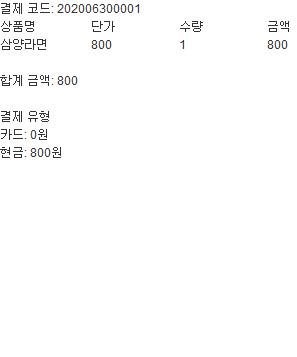 결제 코드: 202006300001
상품명 단가 수량 금액
삼양라면 800 1 800
합계 금액: 800
결제 유형
카드: 0원
현금: 800원